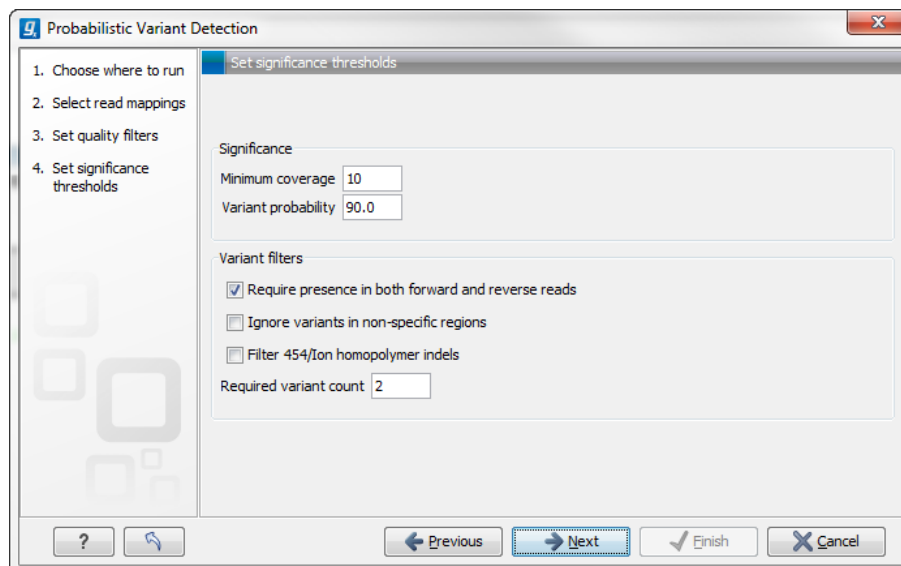 Probabilistic Variant Detection
1. Choose where to run
2. Select read mappings
3. Set quality filters
4. Set significance
thresholds
Set significance thresholds
Significance
Minimum coverage 10
Variant probability 90.0
Variant filters
Require presence in both forward and reverse reads
Ignore variants in non-specific regions
Filter 454/Ion homopolymer indels
Required variant count 2
? Previous Next Finish Cancel